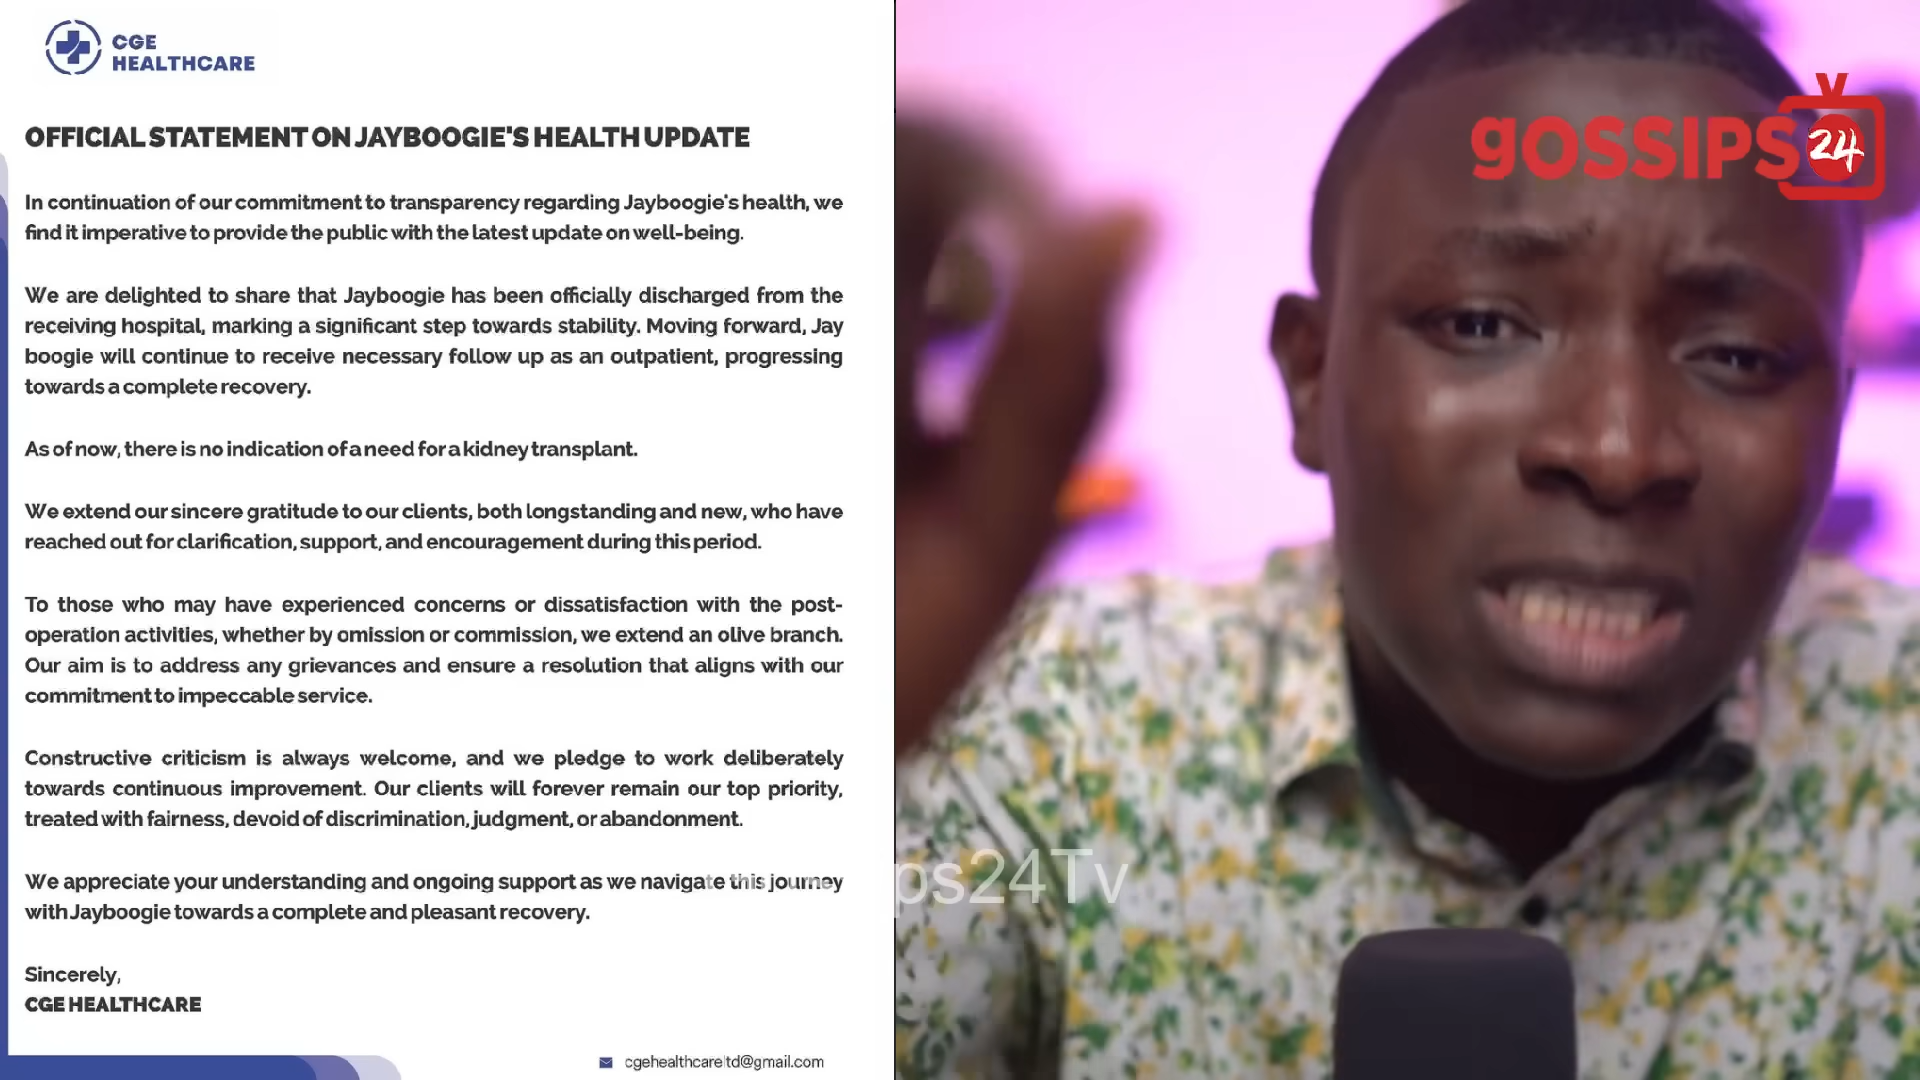 CGE
HEALTHCARE
OFFICIAL STATEMENT ON JAYBOOGIE'S HEALTH UPDATE
In continuation of our commitment to transparency regarding Jayboogie's health, we
find it imperative to provide the public with the latest update on well-being.
We are delighted to share that Jayboogie has been officially discharged from the
receiving hospital, marking a significant step towards stability. Moving forward, Jay
boogie will continue to receive necessary follow up as an outpatient, progressing
towards a complete recovery.
As of now, there is no indication of a need for a kidney transplant.
We extend our sincere gratitude to our clients, both longstanding and new, who have
reached out for clarification, support, and encouragement during this period.
To those who may have experienced concerns or dissatisfaction with the post-
operation activities, whether by omission or commission, we extend an olive branch.
Our aim is to address any grievances and ensure a resolution that aligns with our
commitment to impeccable service.
Constructive criticism is always welcome, and we pledge to work deliberately
towards continuous improvement. Our clients will forever remain our top priority,
treated with fairness, devoid of discrimination, judgment, or abandonment.
We appreciate your understanding and ongoing support as we navigate this journey
with Jayboogie towards a complete and pleasant recovery.
Sincerely,
CGE HEALTHCARE
cgehealthcareltd@gmail.com
gOSSIPS 24
ps24Tv